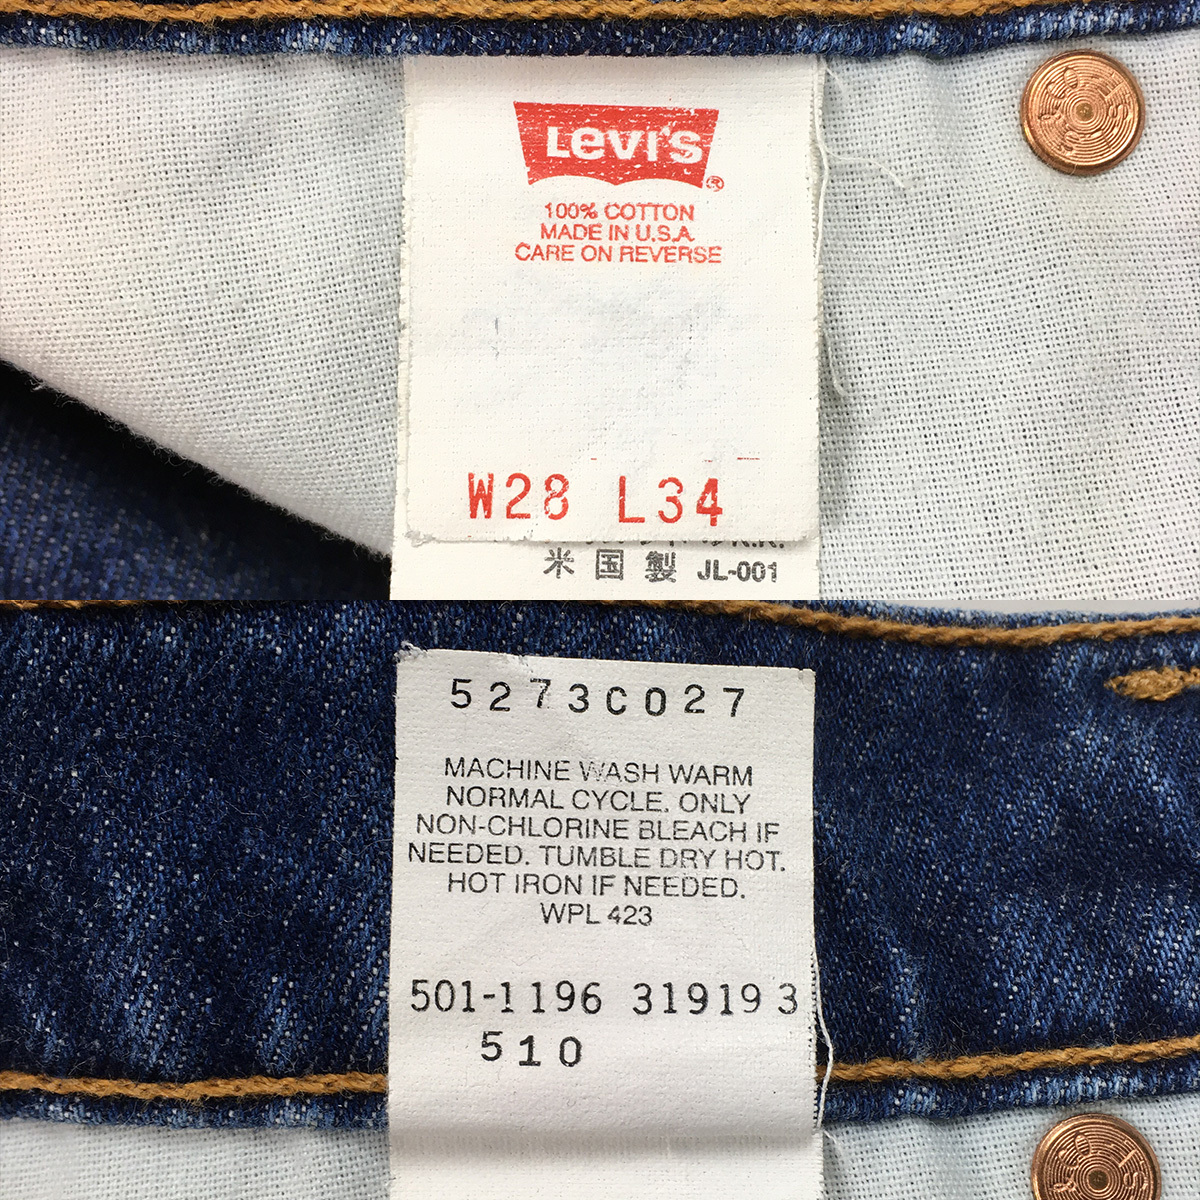 Levi's ®
100% COTTON
MADE IN U.S.A.
CARE ON REVERSE
W28 L34
K.K.
米国製 JL-001
5273C027
MACHINE WASH WARM
NORMAL CYCLE. ONLY
NON-CHLORINE BLEACH IF
NEEDED. TUMBLE DRY HOT.
HOT IRON IF NEEDED.
WPL 423
501-1196 31919 3
510